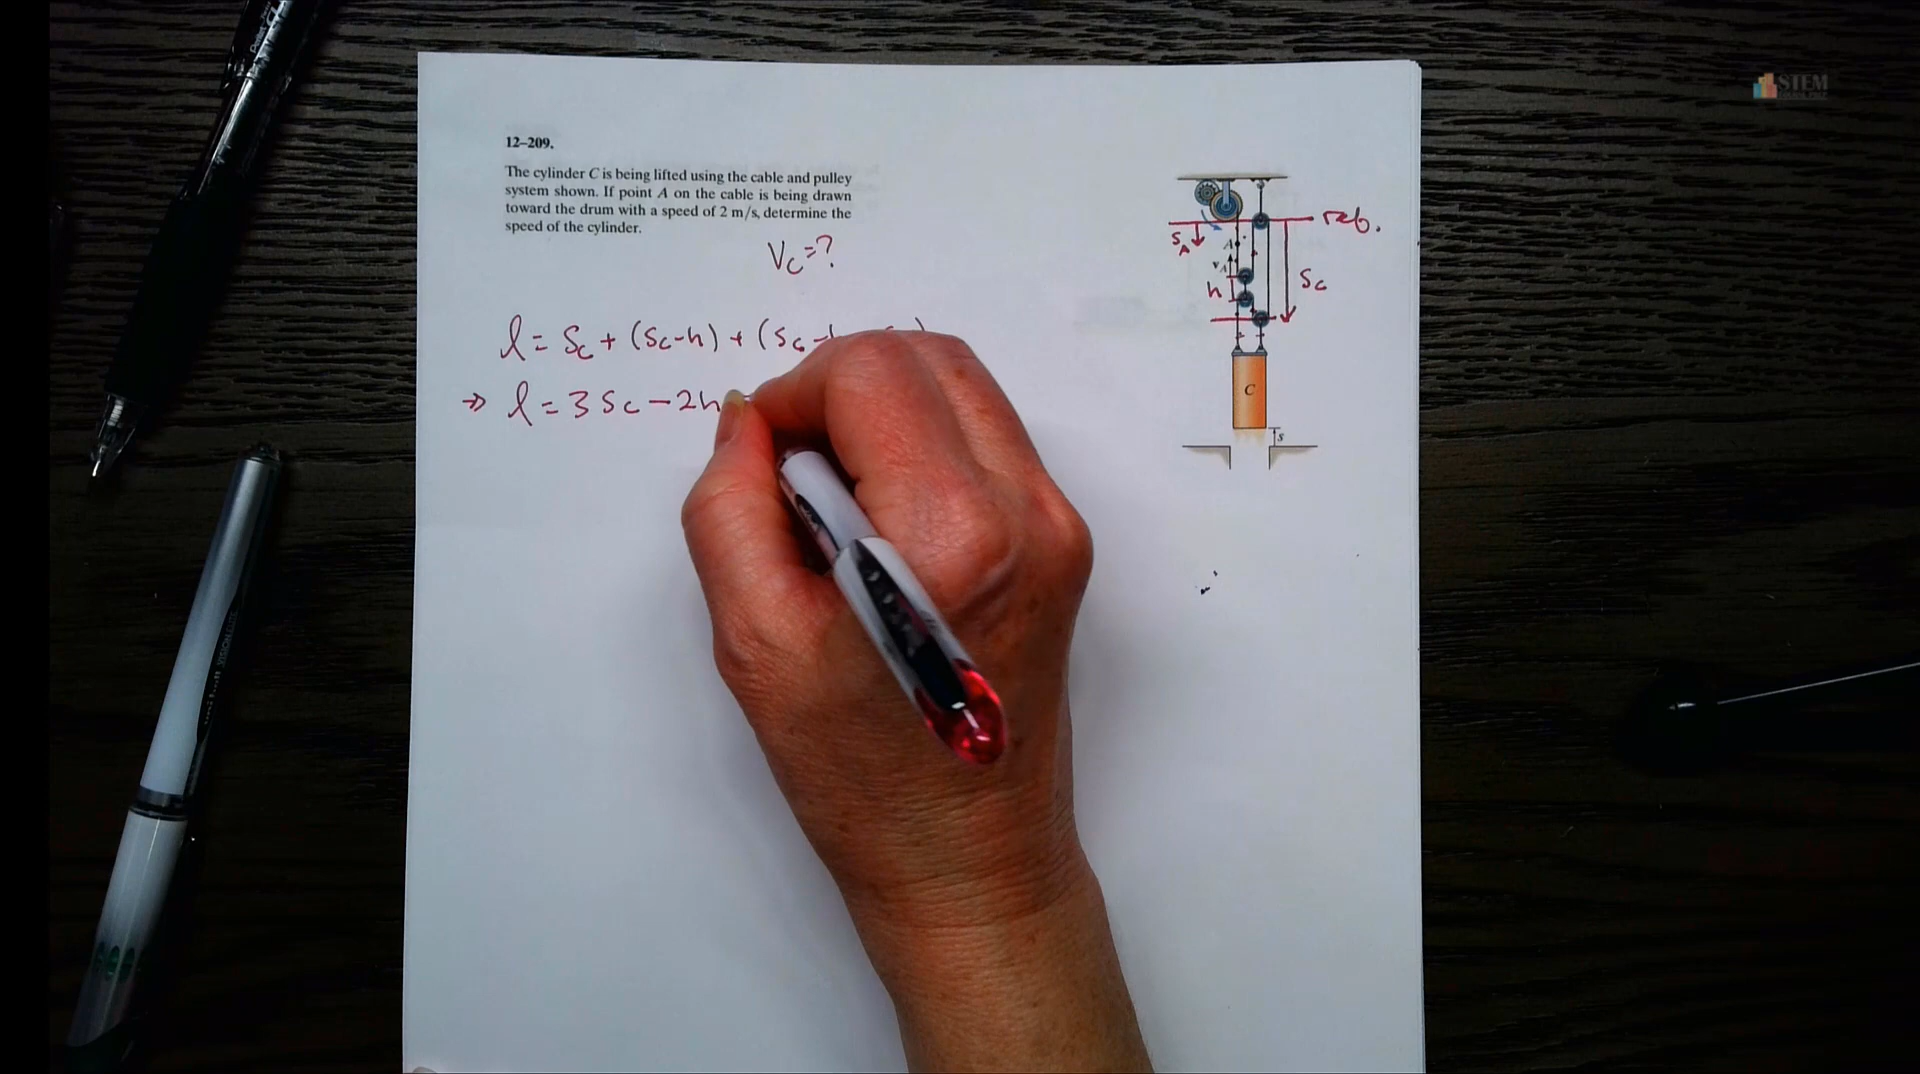 STEM
12–209.
The cylinder C is being lifted using the cable and pulley
system shown. If point A on the cable is being drawn
toward the drum with a speed of 2 m/s, determine the
speed of the cylinder.
Vc=?
l = Sc + (Sc-h) + (Sc-
⇒ l = 3Sc - 2h
ref.
SA
A
vA
h
Sc
C
s